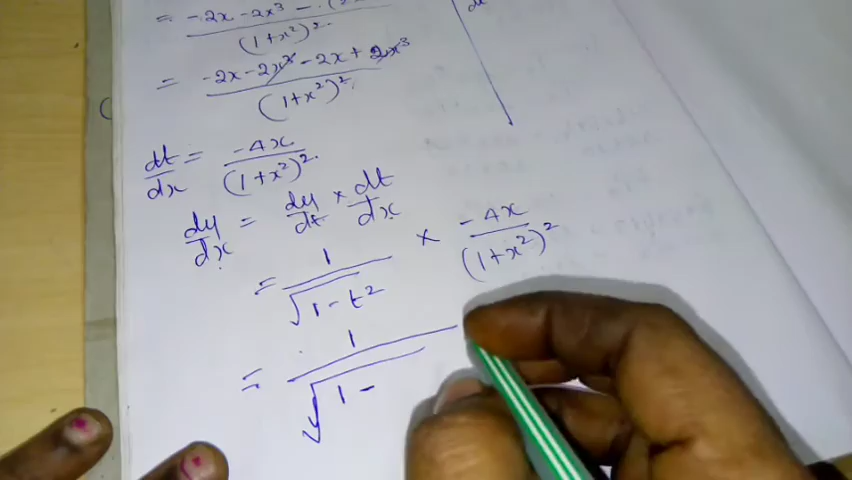 = -2x - 2x³ - (2
(1+x²)²
= -2x - 2x³ - 2x + 2x³
(1+x²)²
dt/dx = -4x/(1+x²)²
dy/dx = dy/dt × dt/dx
= 1/√1-t² × -4x/(1+x²)²
= 1/√1-